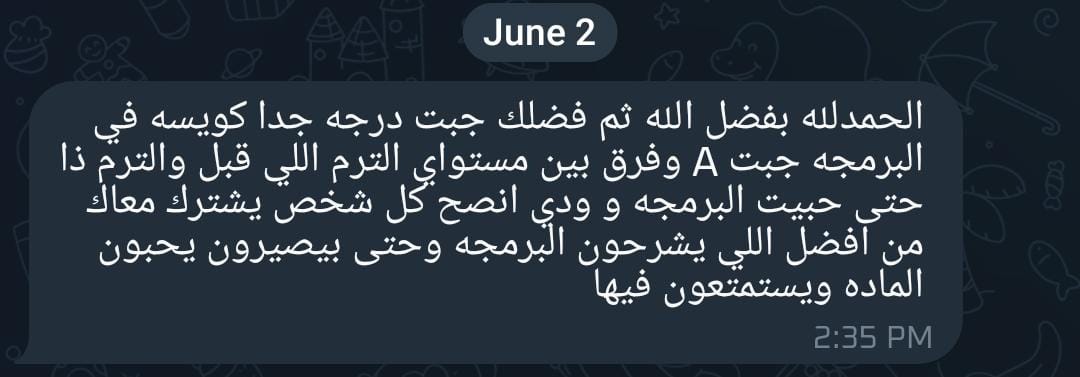 June 2
الحمدلله بفضل الله ثم فضلك جبت درجه جدا كويسه في
البرمجه جبت A وفرق بين مستواي الترم اللي قبل والترم ذا
حتى حبيت البرمجه و ودي انصح كل شخص يشترك معاك
من افضل اللي يشرحون البرمجه وحتى بيصيرون يحبون
الماده ويستمتعون فيها
2:35 PM